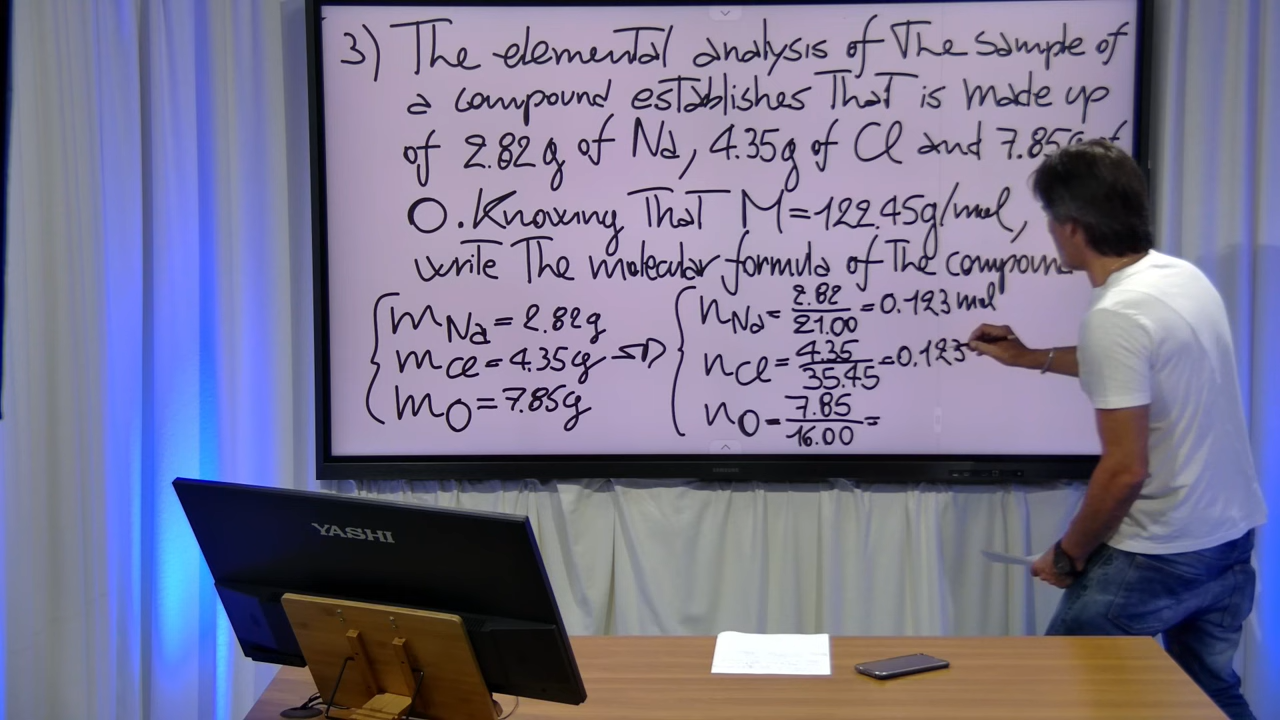 3) The elemental analysis of the sample of
a compound establishes that is made up
of 2.82g of Na, 4.35g of Cl and 7.85g of
O. Knowing that M=122.45g/mol,
write the molecular formula of the compound
mNa=2.82g
mCl=4.35g ⇒
mO=7.85g
nNa=2.82/21.00=0.123 mol
nCl=4.35/35.45=0.123
nO=7.85/16.00=
SAMSUNG
YASHI